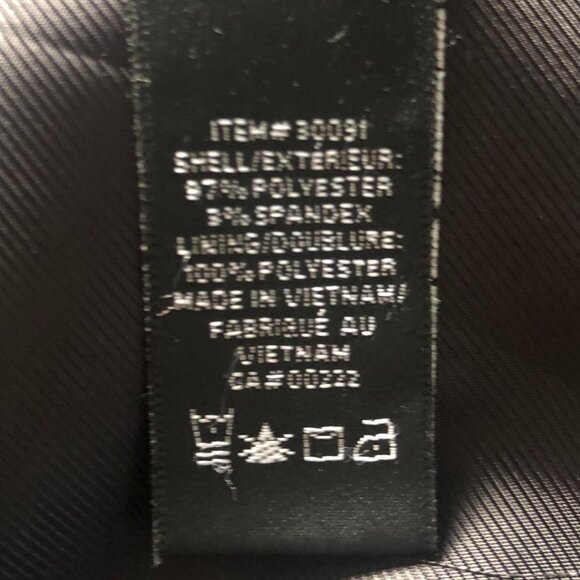 ITEM# 30091
SHELL/EXTÉRIEUR:
97% POLYESTER
3% SPANDEX
LINING/DOUBLURE:
100% POLYESTER
MADE IN VIETNAM/
FABRIQUÉ AU
VIETNAM
CA# 00222